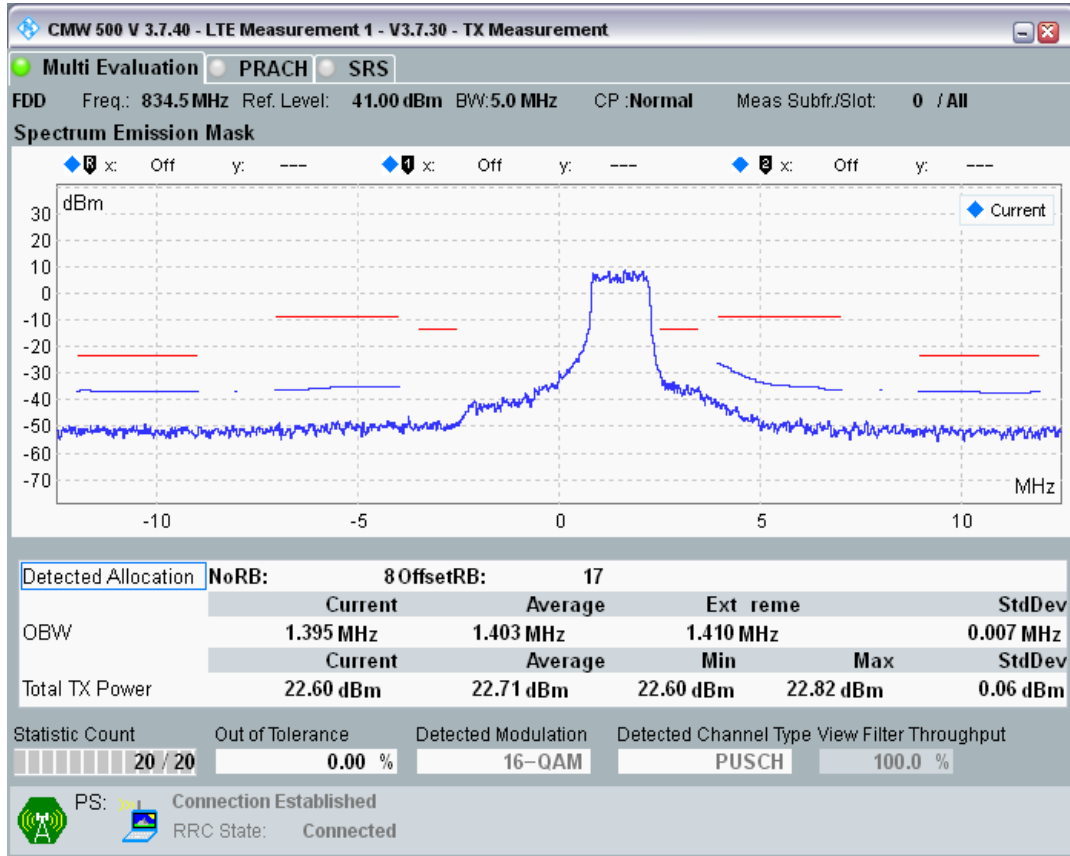 CMW 500 V 3.7.40 - LTE Measurement 1 - V3.7.30 - TX Measurement
Multi Evaluation PRACH SRS
FDD Freq.: 834.5 MHz Ref. Level: 41.00 dBm BW: 5.0 MHz CP : Normal Meas Subfr./Slot: 0 / All
Spectrum Emission Mask
R x: Off y: --- 1 x: Off y: --- 2 x: Off y: ---
dBm
Current
30
20
10
0
-10
-20
-30
-40
-50
-60
-70
MHz
-10 -5 0 5 10
Detected Allocation NoRB: 8 OffsetRB: 17
Current Average Ext reme StdDev
OBW 1.395 MHz 1.403 MHz 1.410 MHz 0.007 MHz
Current Average Min Max StdDev
Total TX Power 22.60 dBm 22.71 dBm 22.60 dBm 22.82 dBm 0.06 dBm
Statistic Count Out of Tolerance Detected Modulation Detected Channel Type View Filter Throughput
20 / 20 0.00 % 16-QAM PUSCH 100.0 %
PS: Connection Established
RRC State: Connected